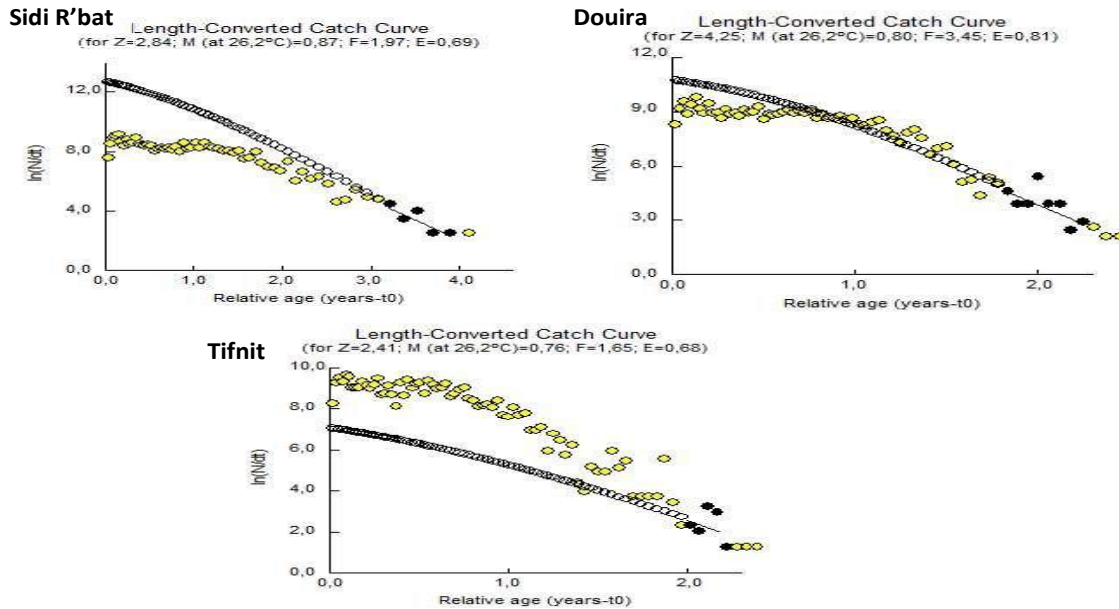 Sidi R’bat
Length-Converted Catch Curve
(for Z=2,84; M (at 26,2ºC)=0,87; F=1,97; E=0,69)
12,0
8,0
4,0
0,0
ln(N/dt)
0,0
1,0
2,0
3,0
4,0
Relative age (years-t0)
Douira
Length-Converted Catch Curve
(for Z=4,25; M (at 26,2ºC)=0,80; F=3,45; E=0,81)
12,0
9,0
6,0
3,0
0,0
ln(N/dt)
0,0
1,0
2,0
Relative age (years-t0)
Tifnit
Length-Converted Catch Curve
(for Z=2,41; M (at 26,2ºC)=0,76; F=1,65; E=0,68)
10,0
8,0
6,0
4,0
2,0
0,0
ln(N/dt)
0,0
1,0
2,0
Relative age (years-t0)